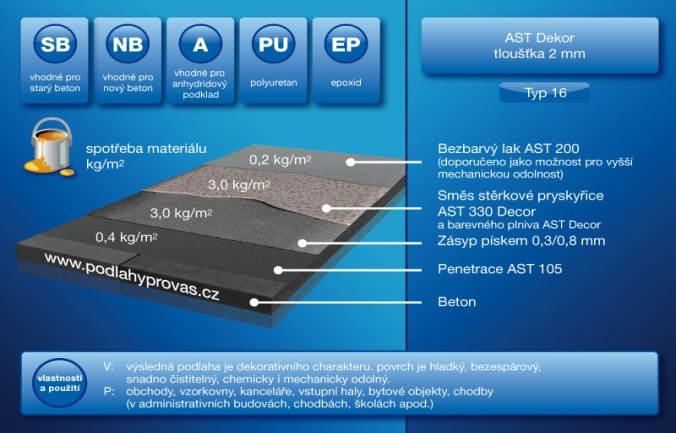 SB
vhodné pro
starý beton
NB
vhodné pro
nový beton
A
vhodné pro
anhydridový
podklad
PU
polyuretan
EP
epoxid
AST Dekor
tloušťka 2 mm
Typ 16
spotřeba materiálu
kg/m²
0,2 kg/m²
3,0 kg/m²
3,0 kg/m²
0,4 kg/m²
www.podlahyprovas.cz
Bezbarvý lak AST 200
(doporučeno jako možnost pro vyšší
mechanickou odolnost)
Směs stěrkové pryskyřice
AST 330 Decor
a barevného plniva AST Decor
Zásyp pískem 0,3/0,8 mm
Penetrace AST 105
Beton
vlastnosti
a použití
V: výsledná podlaha je dekorativního charakteru. povrch je hladký, bezespárový,
snadno čistitelný, chemicky i mechanicky odolný.
P: obchody, vzorkovny, kanceláře, vstupní haly, bytové objekty, chodby
(v administrativních budovách, chodbách, školách apod.)